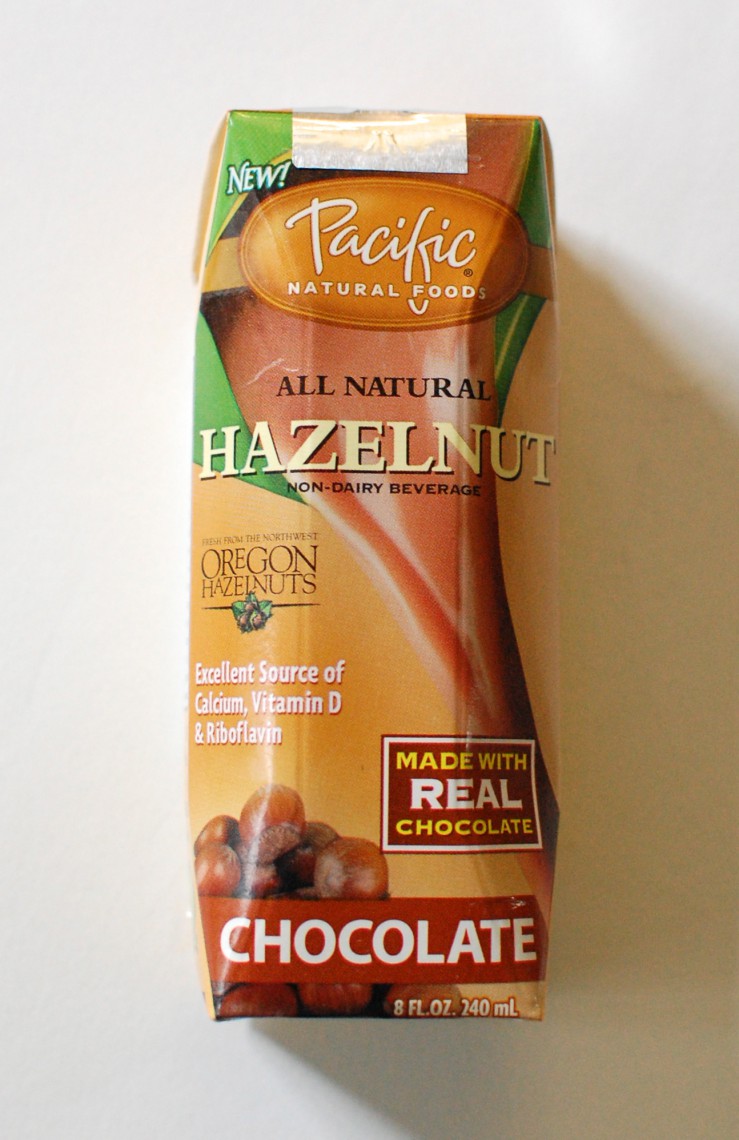 NEW!
Pacific®
NATURAL FOODS
ALL NATURAL
HAZELNUT
NON-DAIRY BEVERAGE
FRESH FROM THE NORTHWEST
OREGON
HAZELNUTS
Excellent Source of
Calcium, Vitamin D
& Riboflavin
MADE WITH
REAL
CHOCOLATE
CHOCOLATE
8 FL.OZ. 240 mL